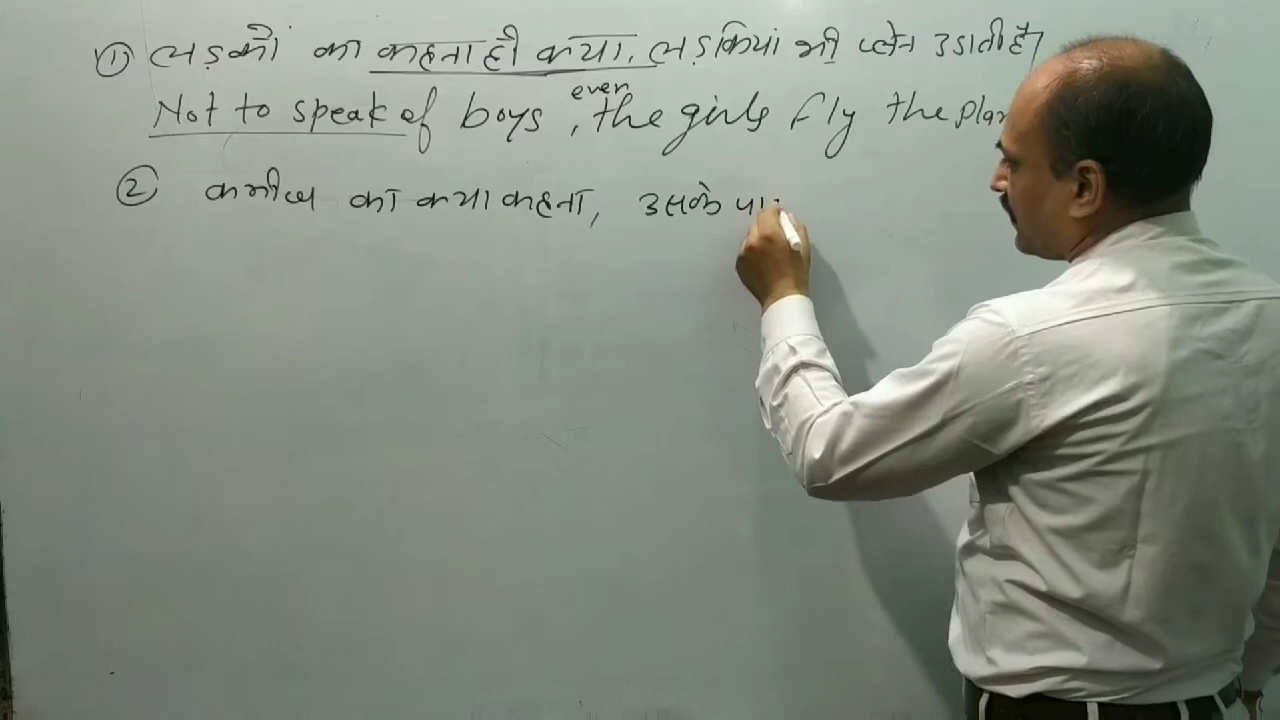 ① लड़कों का कहना ही क्या, लड़कियां भी प्लेन उडाती है।
Not to speak of boys, even the girls fly the plan
② कमीज का क्या कहना, उसके पा